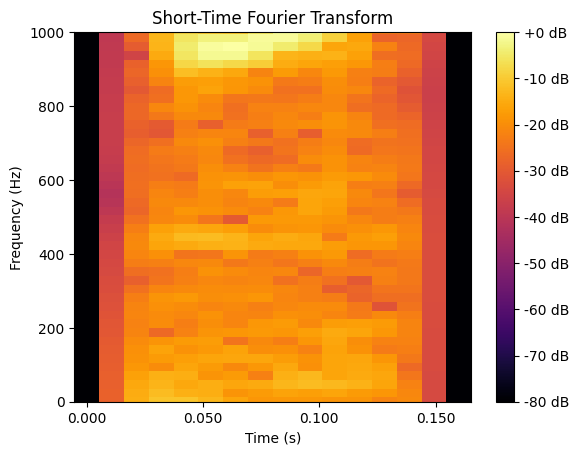 Short-Time Fourier Transform
1000
800
600
400
200
0
Frequency (Hz)
0.000
0.050
0.100
0.150
Time (s)
+0 dB
-10 dB
-20 dB
-30 dB
-40 dB
-50 dB
-60 dB
-70 dB
-80 dB